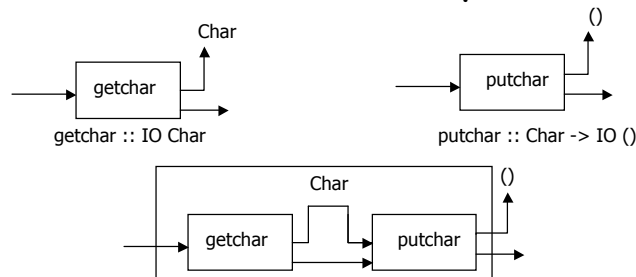 Char
()
getchar
putchar
getchar :: IO Char
putchar :: Char -> IO ()
Char
()
getchar
putchar